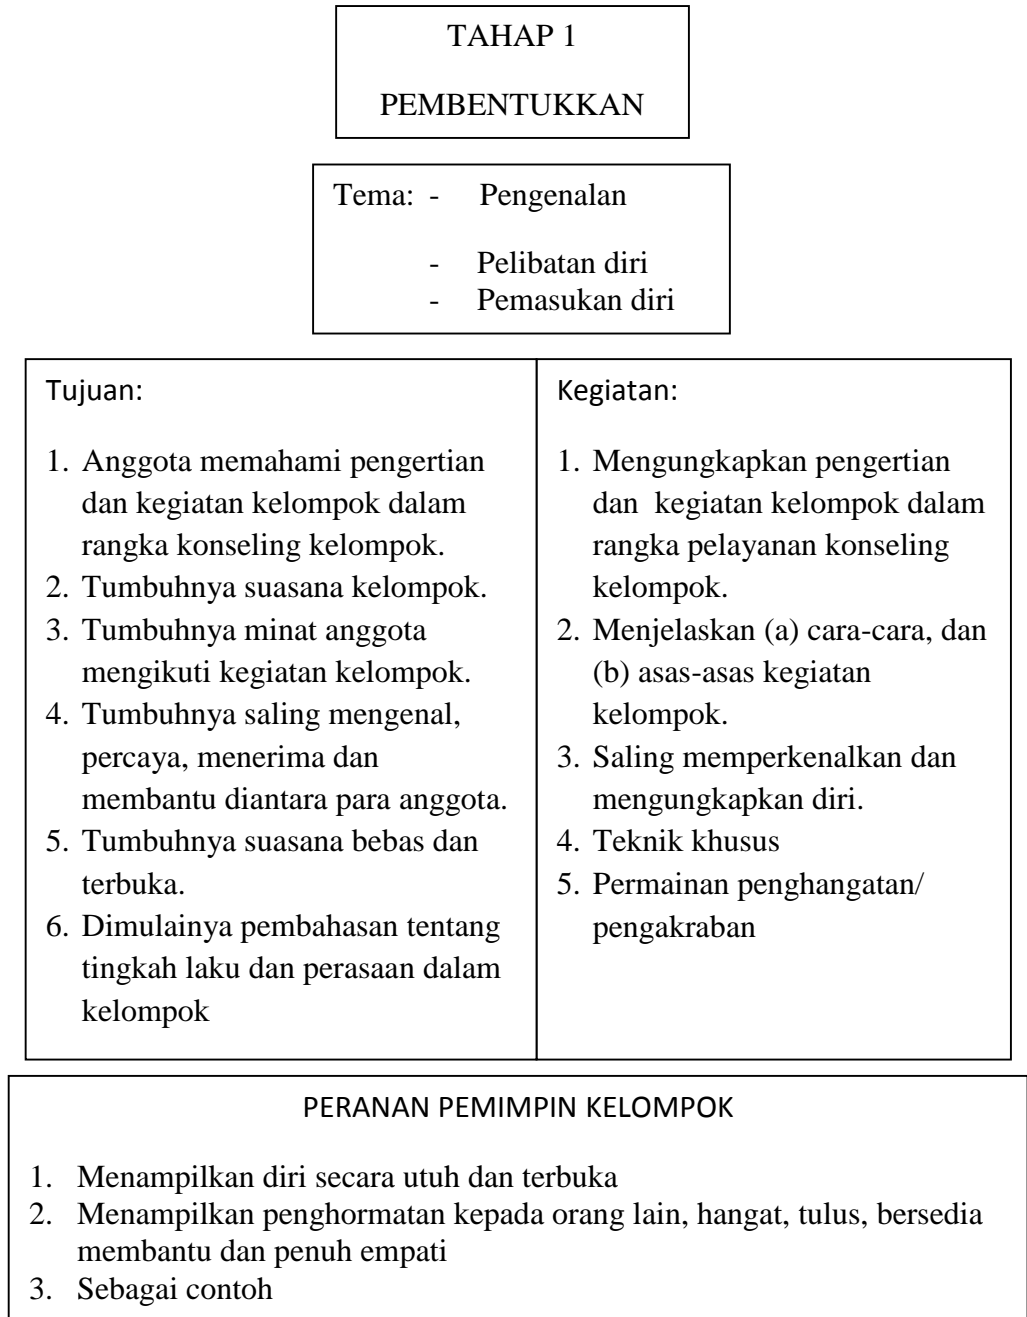 TAHAP 1
PEMBENTUKKAN
Tema: - Pengenalan
- Pelibatan diri
- Pemasukan diri
Tujuan:
1. Anggota memahami pengertian
dan kegiatan kelompok dalam
rangka konseling kelompok.
2. Tumbuhnya suasana kelompok.
3. Tumbuhnya minat anggota
mengikuti kegiatan kelompok.
4. Tumbuhnya saling mengenal,
percaya, menerima dan
membantu diantara para anggota.
5. Tumbuhnya suasana bebas dan
terbuka.
6. Dimulainya pembahasan tentang
tingkah laku dan perasaan dalam
kelompok
Kegiatan:
1. Mengungkapkan pengertian
dan kegiatan kelompok dalam
rangka pelayanan konseling
kelompok.
2. Menjelaskan (a) cara-cara, dan
(b) asas-asas kegiatan
kelompok.
3. Saling memperkenalkan dan
mengungkapkan diri.
4. Teknik khusus
5. Permainan penghangatan/
pengakraban
PERANAN PEMIMPIN KELOMPOK
1. Menampilkan diri secara utuh dan terbuka
2. Menampilkan penghormatan kepada orang lain, hangat, tulus, bersedia
membantu dan penuh empati
3. Sebagai contoh